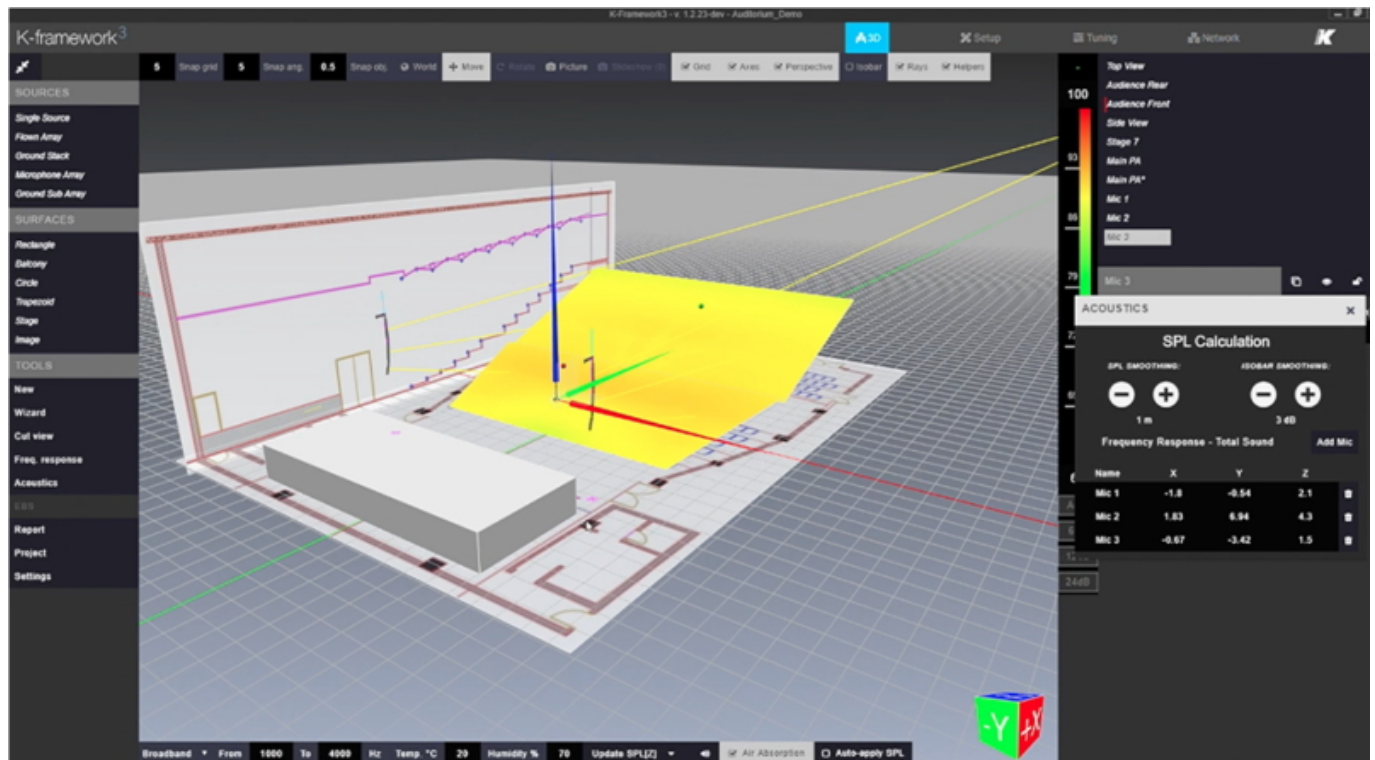 K-Framework3 - v. 1.2.23-dev - Auditorium_Demo
K-framework3
3D
Setup
Tuning
Network
K
5 Snap grid 5 Snap ang. 0.5 Snap obj. World Move Rotate Picture Grid Axes Perspective Isobar Rays Helpers
SOURCES
Single Source
Flown Array
Ground Stack
Microphone Array
Ground Sub Array
SURFACES
Rectangle
Balcony
Circle
Trapezoid
Stage
Image
TOOLS
New
Wizard
Cut view
Freq. response
Acoustics
EBS
Report
Project
Settings
-
100
93
86
79
Top View
Audience Rear
Audience Front
Side View
Stage 7
Main PA
Main PA*
Mic 1
Mic 2
Mic 3
Mic 3
ACOUSTICS
SPL Calculation
SPL SMOOTHING: ISOBAR SMOOTHING:
1 m 3 dB
Frequency Response - Total Sound Add Mic
Name X Y Z
Mic 1 -1.8 -0.54 2.1
Mic 2 1.83 6.94 4.3
Mic 3 -0.67 -3.42 1.5
24dB
-Y +X
Broadband From 1000 To 4000 Hz Temp. °C 20 Humidity % 70 Update SPL[Z] Air Absorption Auto-apply SPL